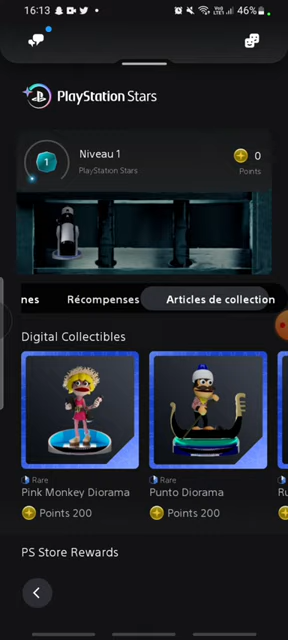 16:13
46%
PlayStation Stars
1
Niveau 1
PlayStation Stars
0
Points
nes
Récompenses
Articles de collection
Digital Collectibles
Rare
Pink Monkey Diorama
Points 200
Rare
Punto Diorama
Points 200
Ru
PS Store Rewards